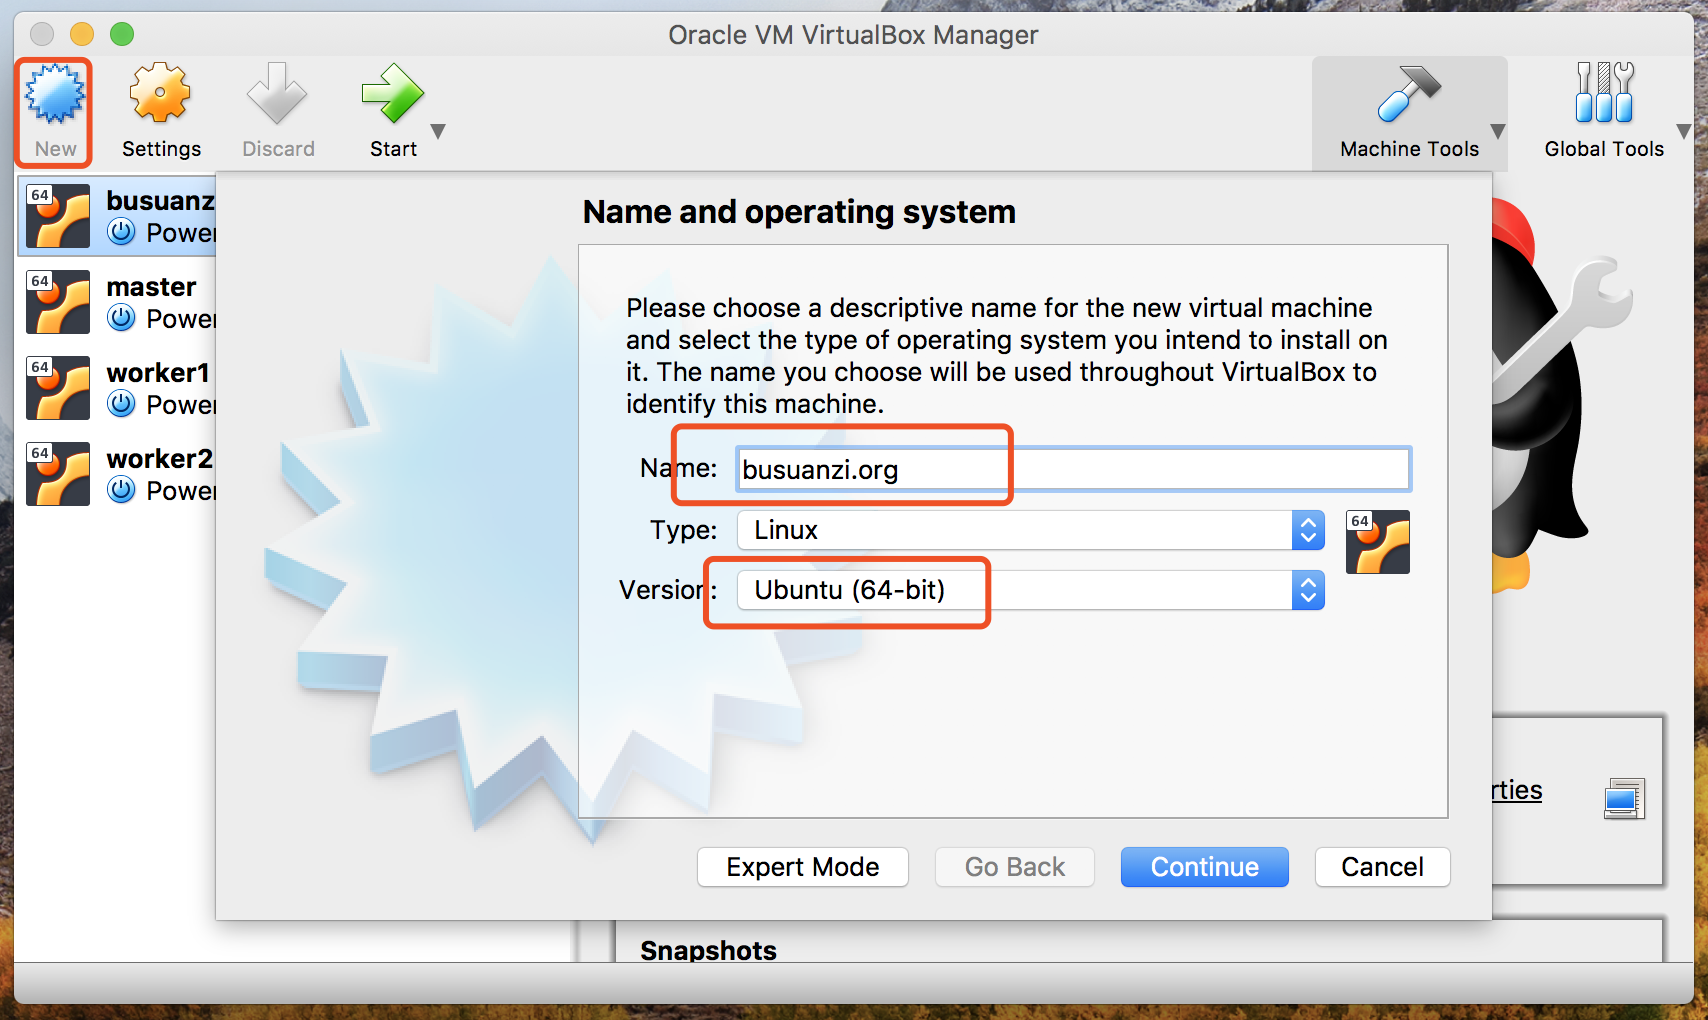 Oracle VM VirtualBox Manager
New
Settings
Discard
Start
Machine Tools
Global Tools
64
busuanz
Power
64
master
Power
64
worker1
Power
64
worker2
Power
Name and operating system
Please choose a descriptive name for the new virtual machine
and select the type of operating system you intend to install on
it. The name you choose will be used throughout VirtualBox to
identify this machine.
Name: busuanzi.org
Type: Linux
64
Version: Ubuntu (64-bit)
rties
Expert Mode
Go Back
Continue
Cancel
Snapshots